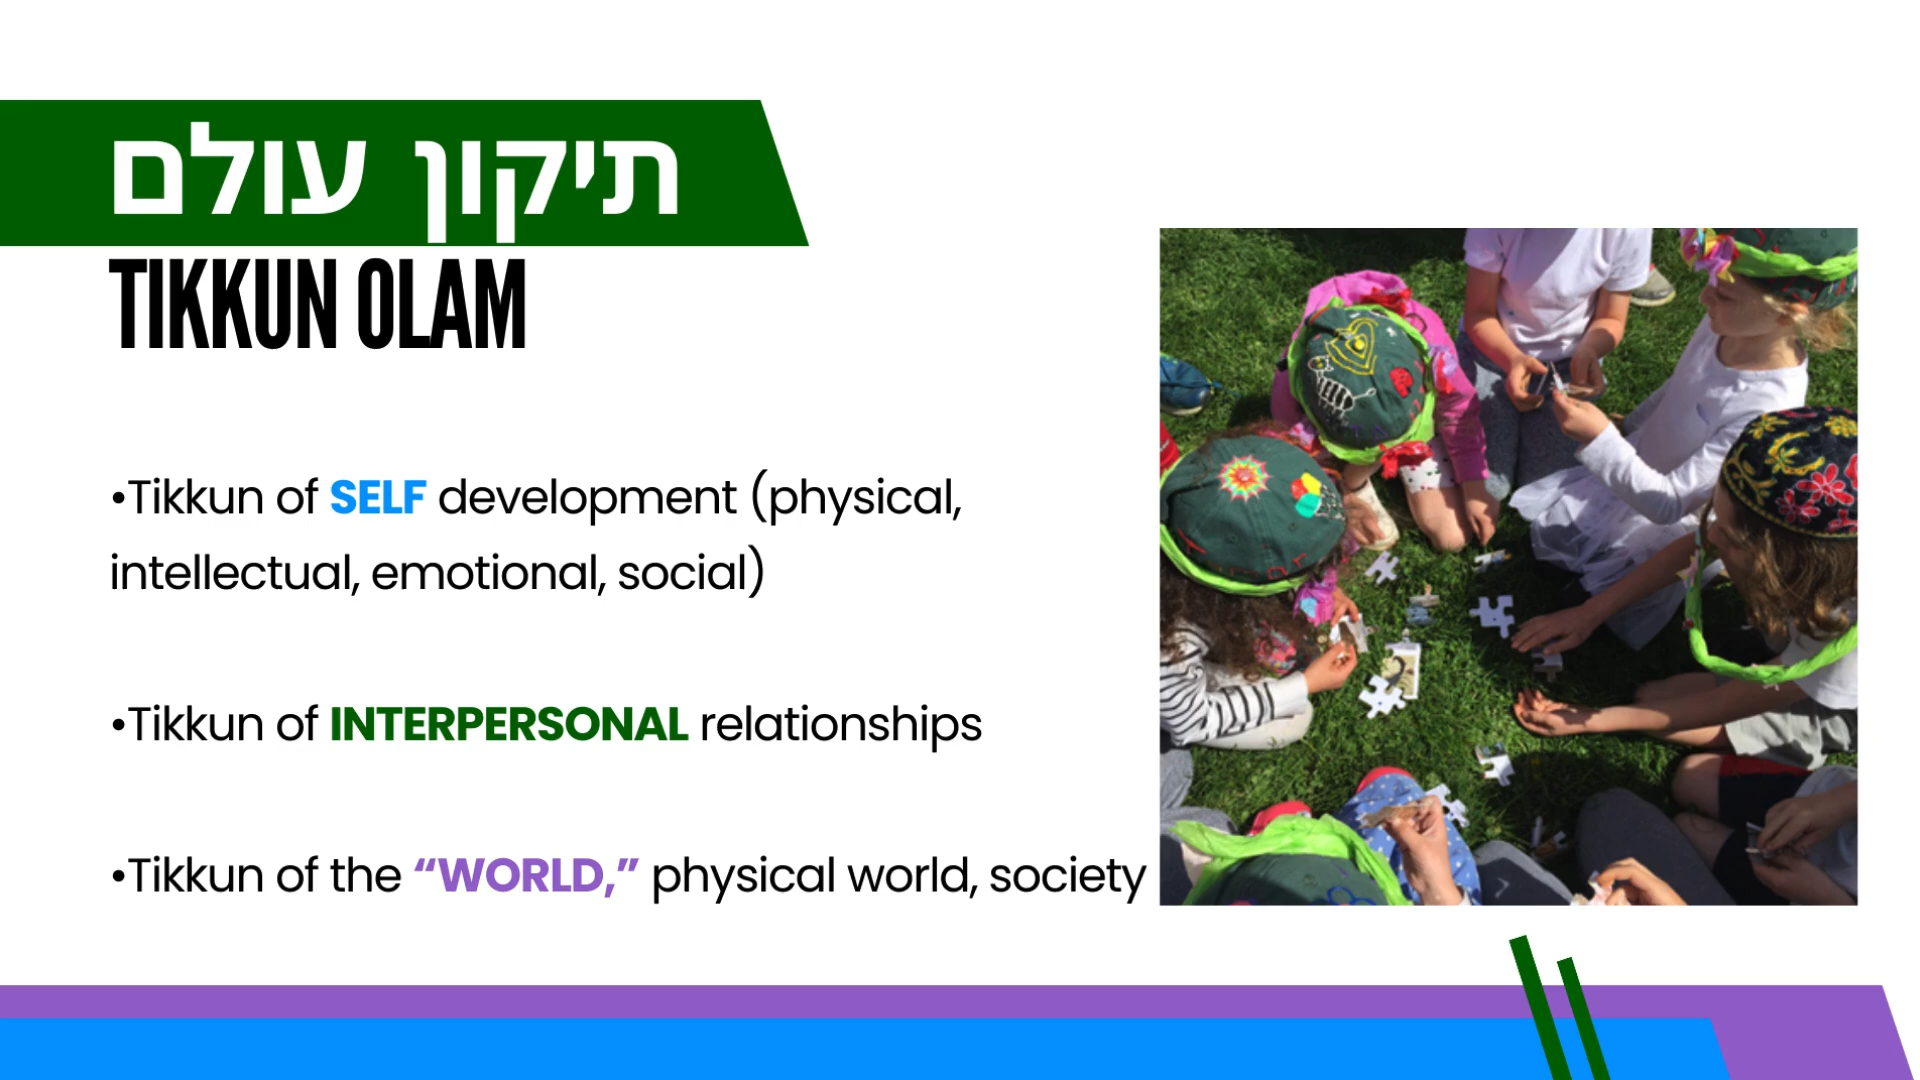 תיקון עולם
TIKKUN OLAM
•Tikkun of SELF development (physical,
intellectual, emotional, social)
•Tikkun of INTERPERSONAL relationships
•Tikkun of the “WORLD,” physical world, society